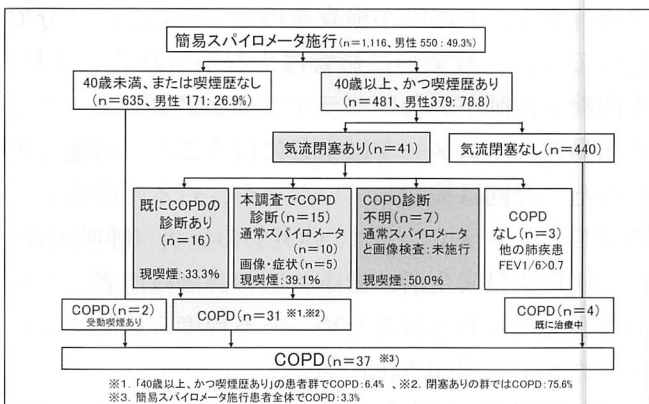 簡易スパイロメータ施行(n=1,116、男性 550:49.3%)
40歳未満、または喫煙歴なし
(n=635、男性 171:26.9%)
40歳以上、かつ喫煙歴あり
(n=481、男性379:78.8)
気流閉塞あり(n=41)
気流閉塞なし(n=440)
既にCOPDの
診断あり
(n=16)
現喫煙:33.3%
本調査でCOPD
診断(n=15)
通常スパイロメータ
(n=10)
画像・症状(n=5)
現喫煙:39.1%
COPD診断
不明(n=7)
通常スパイロメータ
と画像検査:未施行
現喫煙:50.0%
COPD
なし(n=3)
他の肺疾患
FEV1/6>0.7
COPD(n=2)
受動喫煙あり
COPD(n=31 ※1,※2)
COPD(n=4)
既に治療中
COPD(n=37 ※3)
※1. 「40歳以上、かつ喫煙歴あり」の患者群でCOPD:6.4% 、※2. 閉塞ありの群ではCOPD:75.6%
※3. 簡易スパイロメータ施行患者全体でCOPD:3.3%